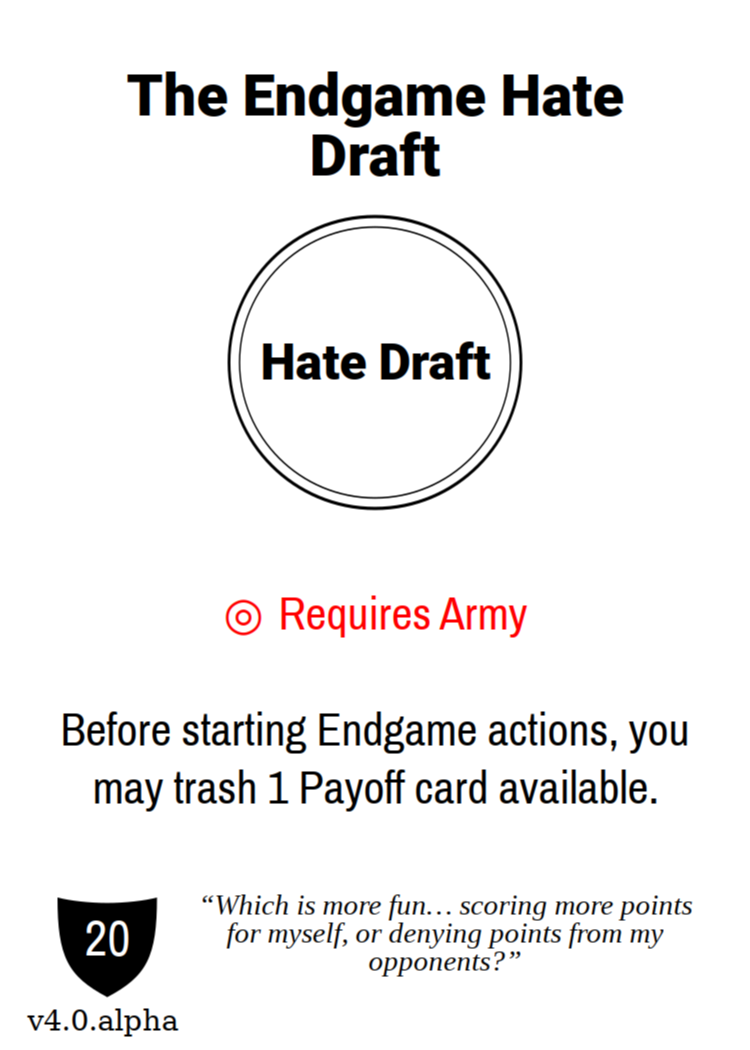 The Endgame Hate
Draft
Hate Draft
◎ Requires Army
Before starting Endgame actions, you
may trash 1 Payoff card available.
“Which is more fun… scoring more points
for myself, or denying points from my
opponents?”
20
v4.0.alpha